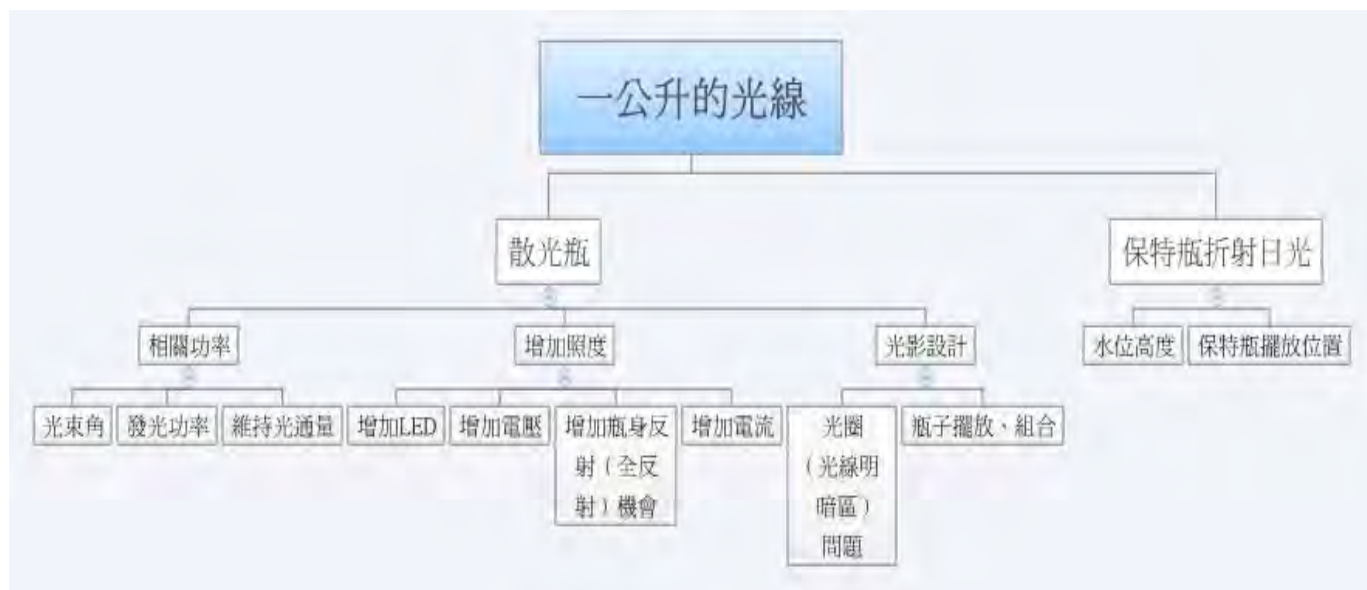 一公升的光線
散光瓶
保特瓶折射日光
相關功率
增加照度
光影設計
水位高度
保特瓶擺放位置
光束角
發光功率
維持光通量
增加LED
增加電壓
增加瓶身反
射（全反
射）機會
增加電流
光圈
（光線明
暗區）
問題
瓶子擺放、組合